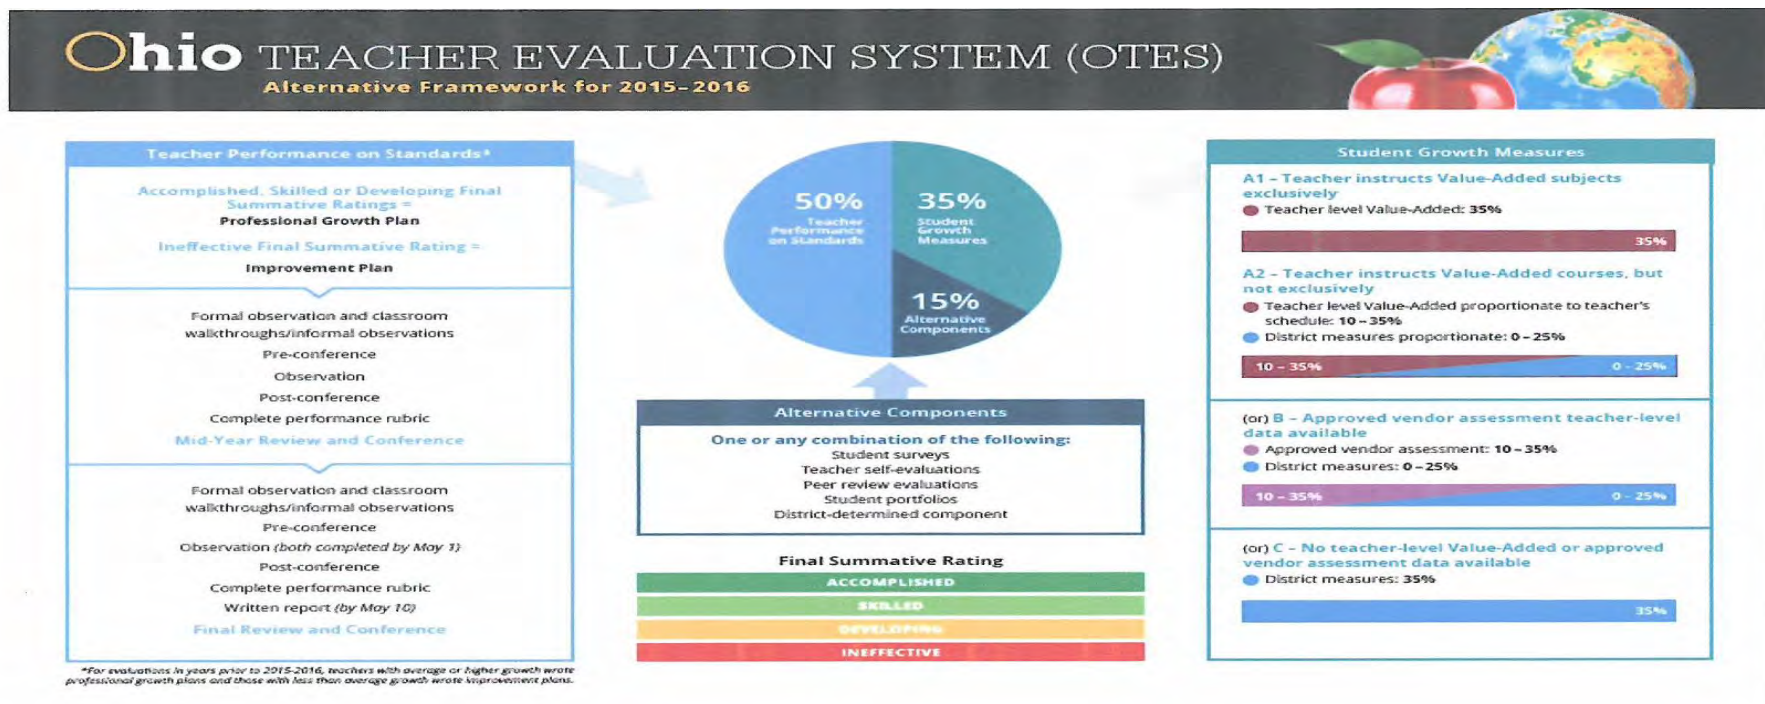 Ohio TEACHER EVALUATION SYSTEM (OTES)
Alternative Framework for 2015-2016
Teacher Performance on Standards*
Accomplished, Skilled or Developing Final
Summative Ratings =
Professional Growth Plan
Ineffective Final Summative Rating =
Improvement Plan
Formal observation and classroom
walkthroughs/informal observations
Pre-conference
Observation
Post-conference
Complete performance rubric
Mid-Year Review and Conference
Formal observation and classroom
walkthroughs/informal observations
Pre-conference
Observation (both completed by May 1)
Post-conference
Complete performance rubric
Written report (by May 10)
Final Review and Conference
*For evaluations in years prior to 2015-2016, teachers with average or higher growth wrote
professional growth plans and those with less than average growth wrote improvement plans.
50%
Teacher
Performance
on Standards
35%
Student
Growth
Measures
15%
Alternative
Components
Alternative Components
One or any combination of the following:
Student surveys
Teacher self-evaluations
Peer review evaluations
Student portfolios
District-determined component
Final Summative Rating
ACCOMPLISHED
SKILLED
DEVELOPING
INEFFECTIVE
Student Growth Measures
A1 – Teacher instructs Value-Added subjects
exclusively
Teacher level Value-Added: 35%
35%
A2 – Teacher instructs Value-Added courses, but
not exclusively
Teacher level Value-Added proportionate to teacher's
schedule: 10 – 35%
District measures proportionate: 0 – 25%
10 – 35% 0 - 25%
(or) B – Approved vendor assessment teacher-level
data available
Approved vendor assessment: 10 – 35%
District measures: 0 – 25%
10 – 35% 0 - 25%
(or) C – No teacher-level Value-Added or approved
vendor assessment data available
District measures: 35%
35%